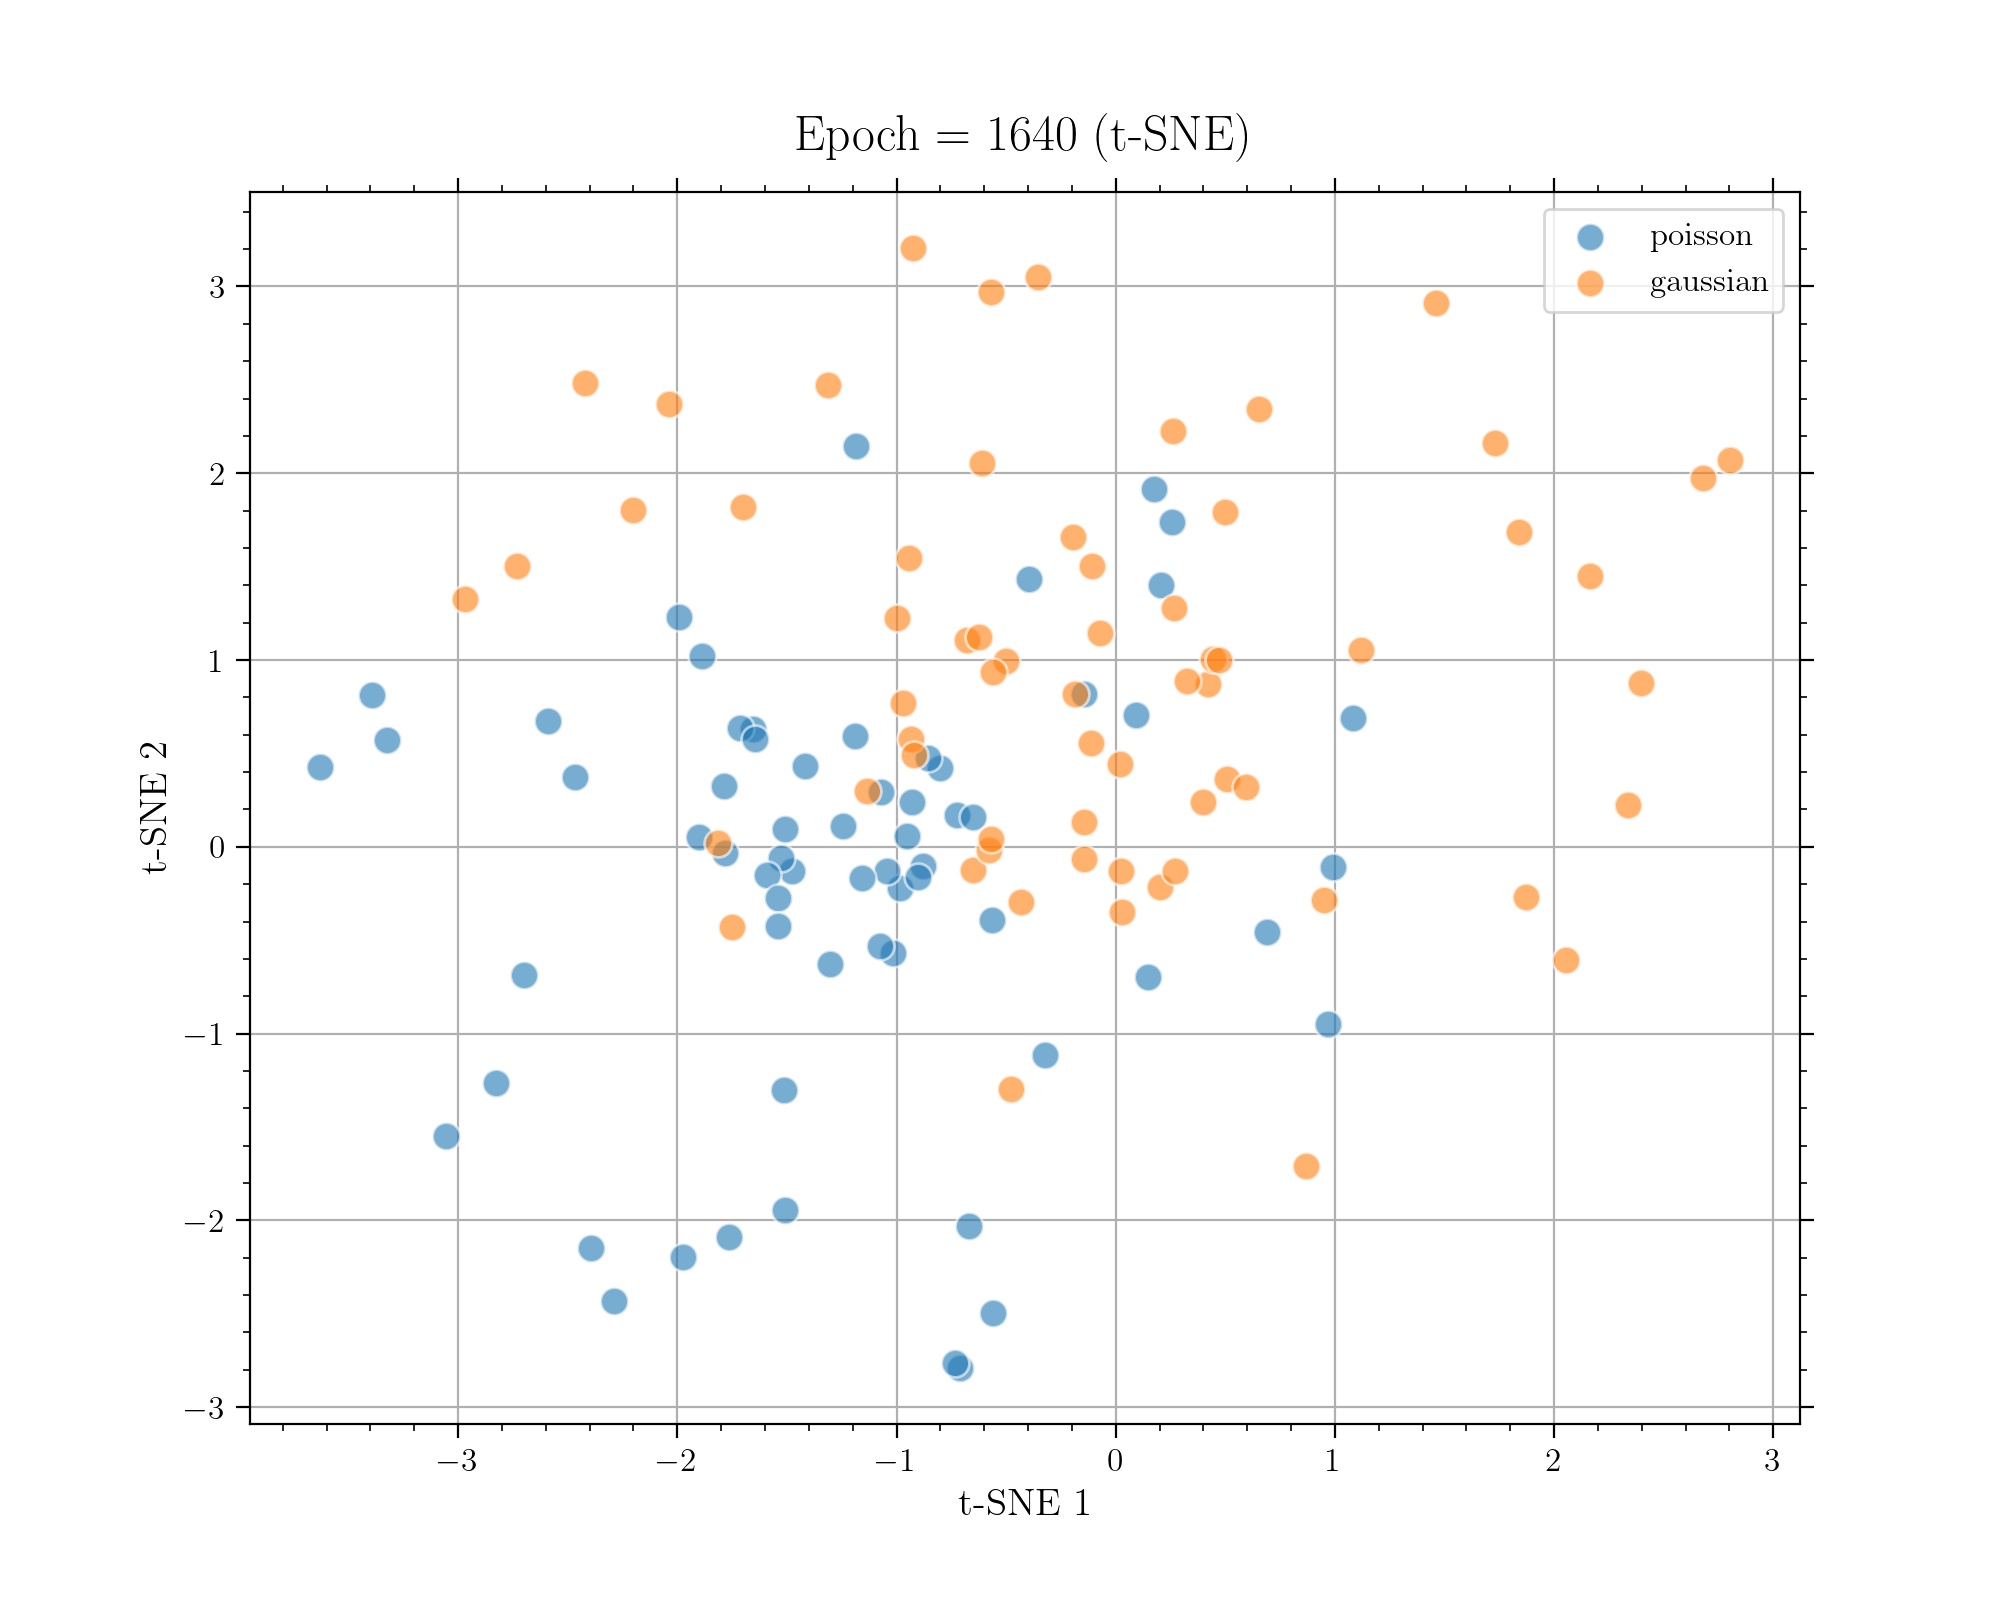 Epoch = 1640 (t-SNE)
poisson
gaussian
3
2
1
0
−1
−2
−3
t-SNE 2
−3
−2
−1
0
1
2
3
t-SNE 1